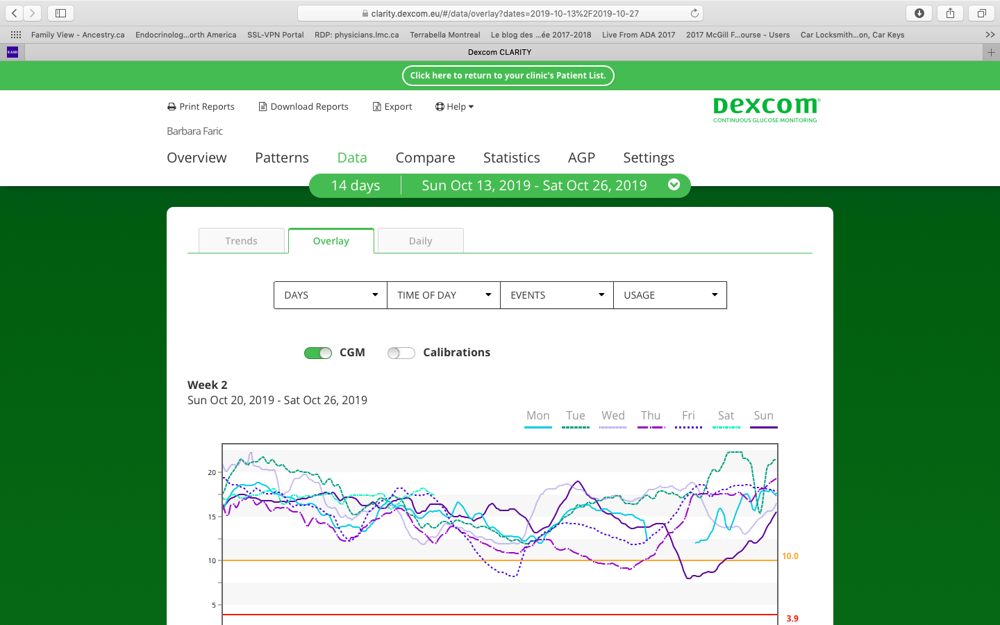 clarity.dexcom.eu/#/data/overlay?dates=2019-10-13%2F2019-10-27
Family View - Ancestry.ca Endocrinolog...orth America SSL-VPN Portal RDP: physicians.lmc.ca Terrabella Montreal Le blog des ...ée 2017-2018 Live From ADA 2017 2017 McGill F...ourse - Users Car Locksmith...on, Car Keys
EASD Dexcom CLARITY
Click here to return to your clinic's Patient List.
Print Reports Download Reports Export Help
Dexcom
CONTINUOUS GLUCOSE MONITORING
Barbara Faric
Overview Patterns Data Compare Statistics AGP Settings
14 days Sun Oct 13, 2019 - Sat Oct 26, 2019
Trends Overlay Daily
DAYS TIME OF DAY EVENTS USAGE
CGM Calibrations
Week 2
Sun Oct 20, 2019 - Sat Oct 26, 2019
Mon Tue Wed Thu Fri Sat Sun
20
15
10 10.0
5
3.9